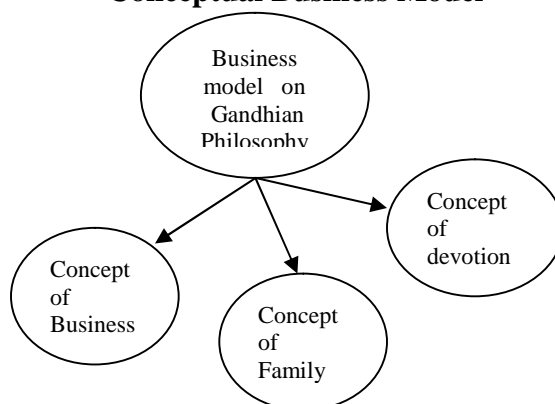 Conceptual Business Model
Business
model on
Gandhian
Philosophy
Concept
of
devotion
Concept
of
Business
Concept
of
Family